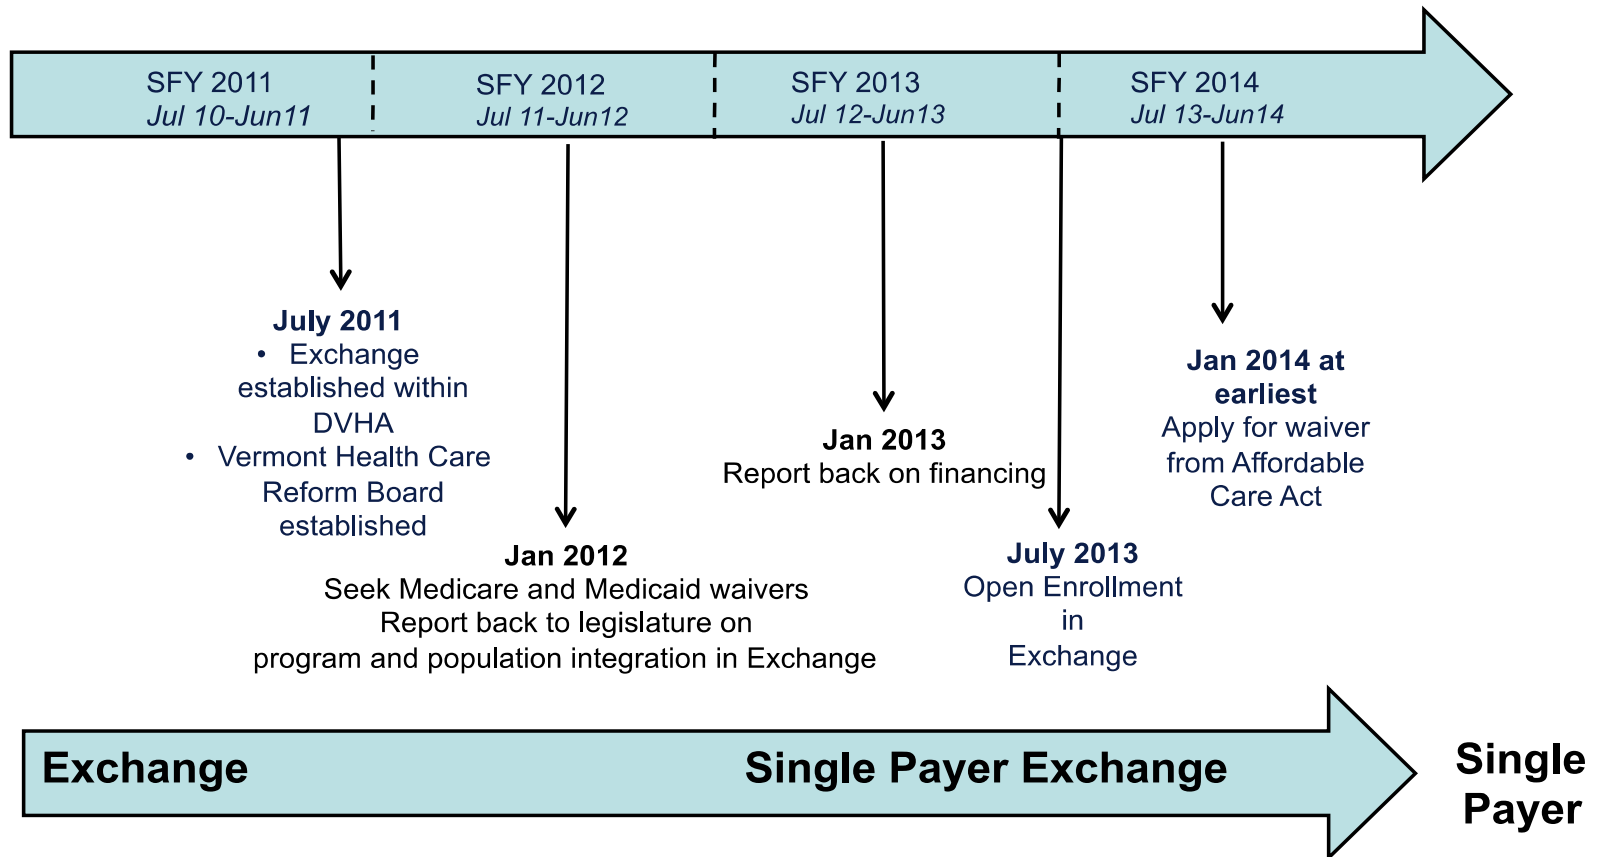 SFY 2011
Jul 10-Jun11
SFY 2012
Jul 11-Jun12
SFY 2013
Jul 12-Jun13
SFY 2014
Jul 13-Jun14
July 2011
• Exchange
established within
DVHA
• Vermont Health Care
Reform Board
established
Jan 2012
Seek Medicare and Medicaid waivers
Report back to legislature on
program and population integration in Exchange
Jan 2013
Report back on financing
July 2013
Open Enrollment
in
Exchange
Jan 2014 at
earliest
Apply for waiver
from Affordable
Care Act
Exchange
Single Payer Exchange
Single
Payer